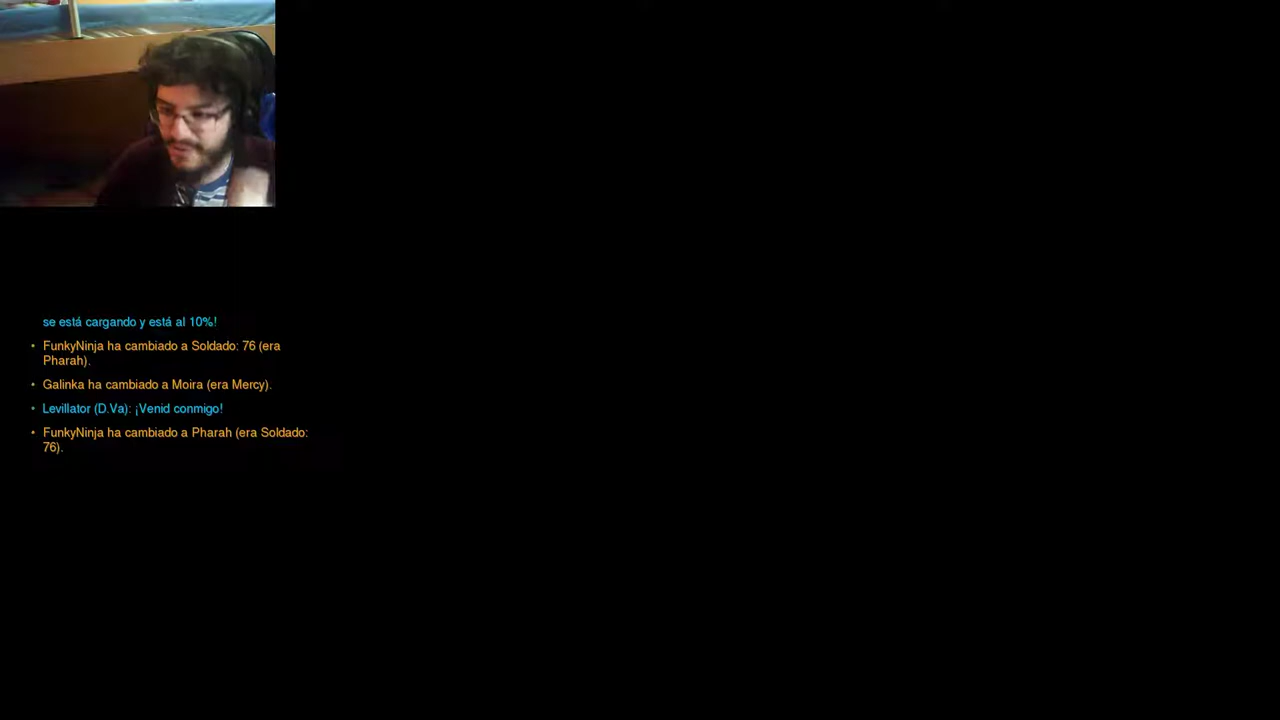 se está cargando y está al 10%!
FunkyNinja ha cambiado a Soldado: 76 (era
Pharah).
Galinka ha cambiado a Moira (era Mercy).
Levillator (D.Va): ¡Venid conmigo!
FunkyNinja ha cambiado a Pharah (era Soldado:
76).